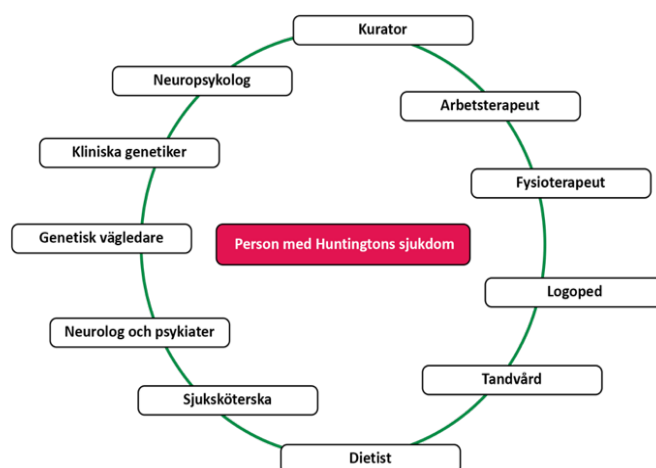 Kurator
Neuropsykolog
Arbetsterapeut
Kliniska genetiker
Fysioterapeut
Genetisk vägledare
Person med Huntingtons sjukdom
Logoped
Neurolog och psykiater
Tandvård
Sjuksköterska
Dietist